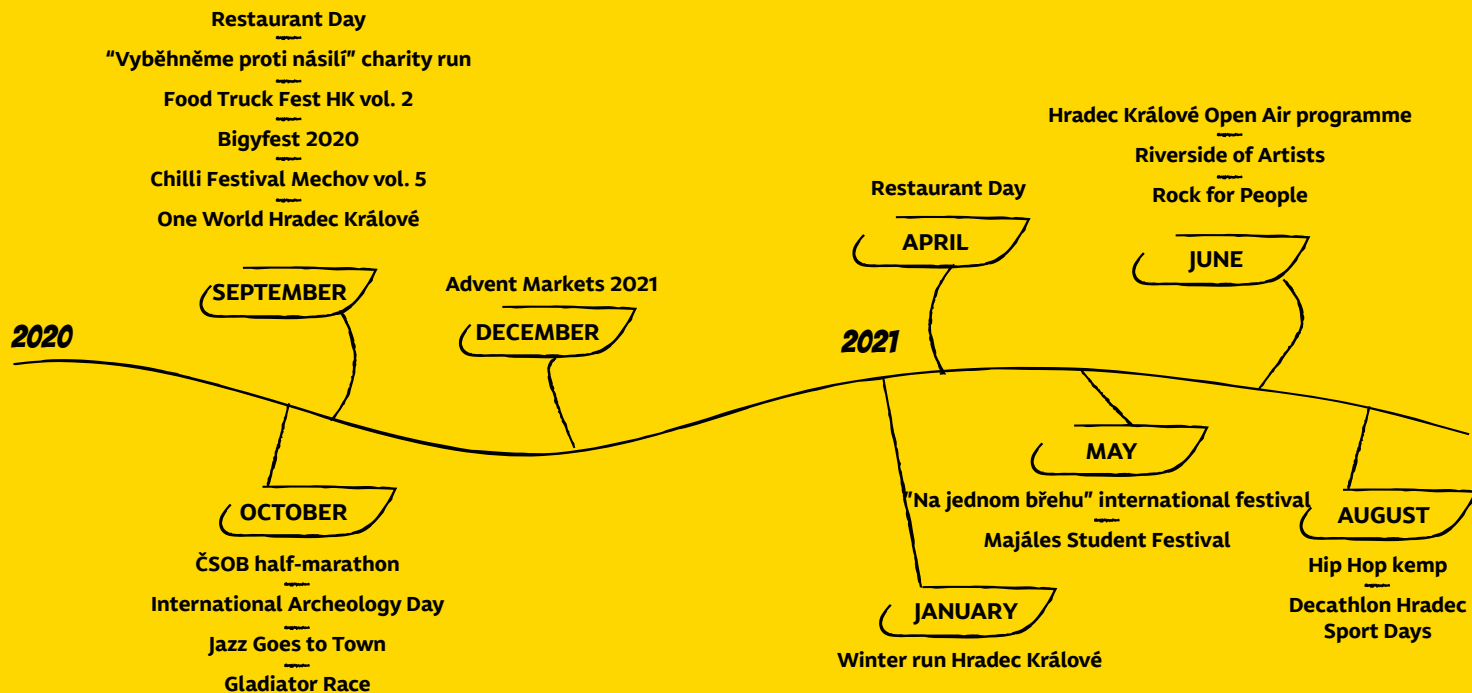 2020
Restaurant Day
“Vyběhněme proti násilí” charity run
Food Truck Fest HK vol. 2
Bigyfest 2020
Chilli Festival Mechov vol. 5
One World Hradec Králové
SEPTEMBER
OCTOBER
ČSOB half-marathon
International Archeology Day
Jazz Goes to Town
Gladiator Race
Advent Markets 2021
DECEMBER
2021
JANUARY
Winter run Hradec Králové
Restaurant Day
APRIL
MAY
”Na jednom břehu” international festival
Majáles Student Festival
Hradec Králové Open Air programme
Riverside of Artists
Rock for People
JUNE
AUGUST
Hip Hop kemp
Decathlon Hradec
Sport Days